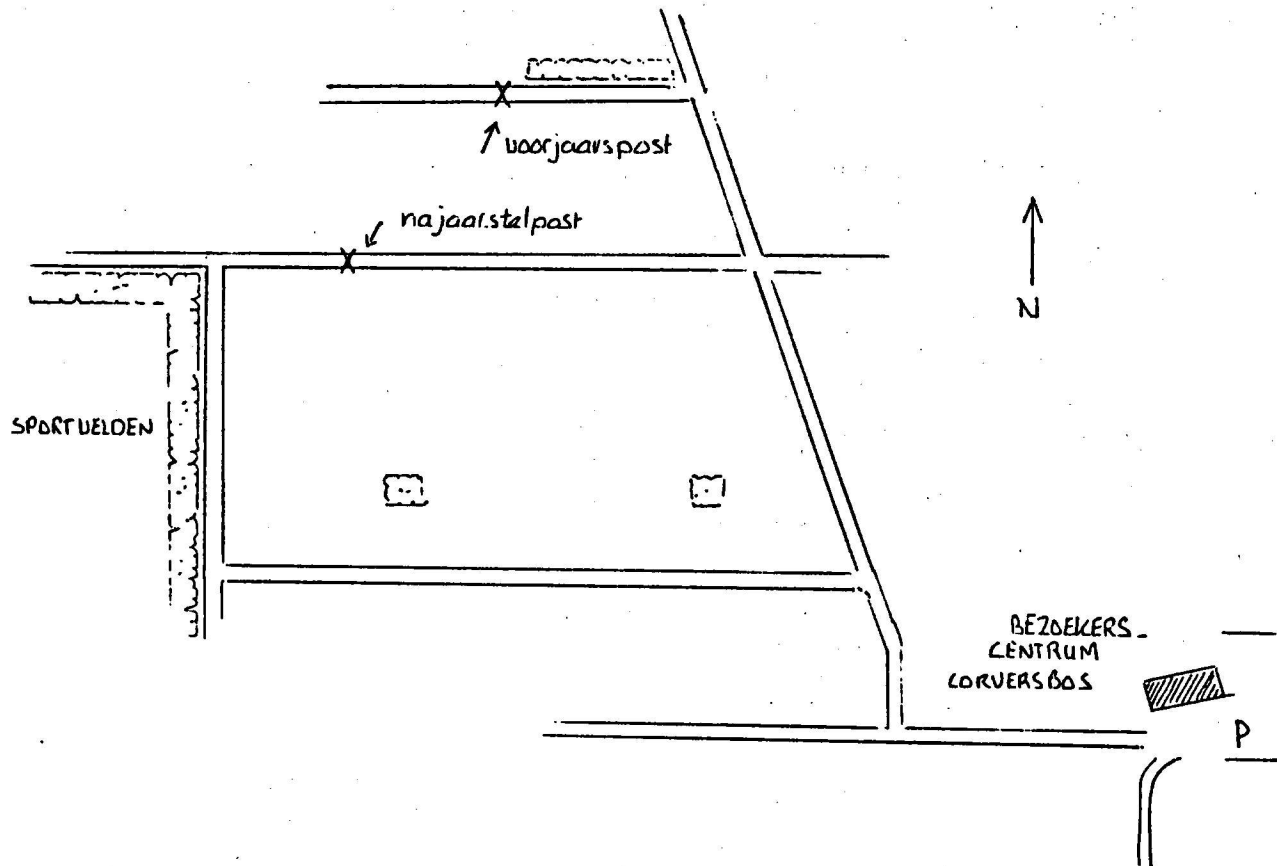 voorjaarspost
najaarstelpost
N
SPORTVELDEN
BEZOEKERS-
CENTRUM
CORVERSBOS
P